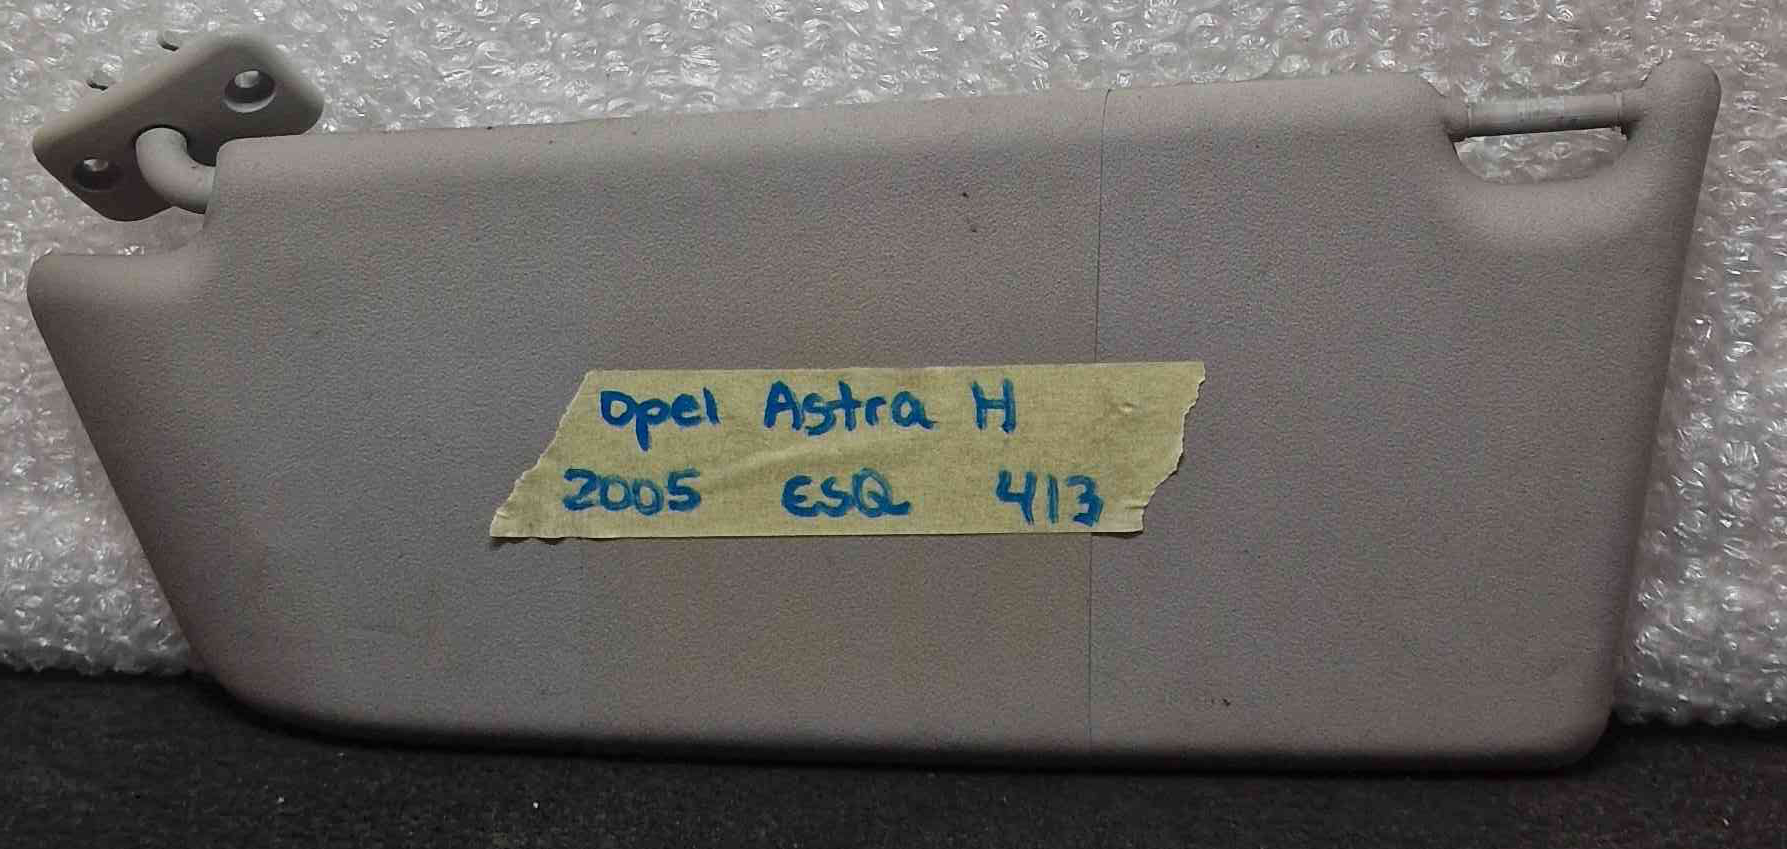 Opel Astra H
2005 ESQ 413